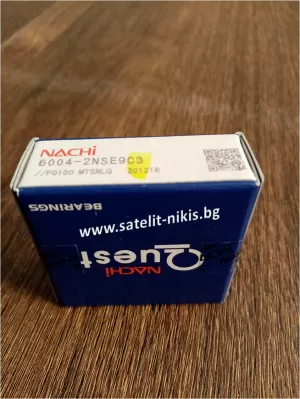 NACHi
6004-2NSE9C3
//P0100 MTSRLQ 201218
BEARINGS
www.satelit-nikis.bg
Quest
NACHi